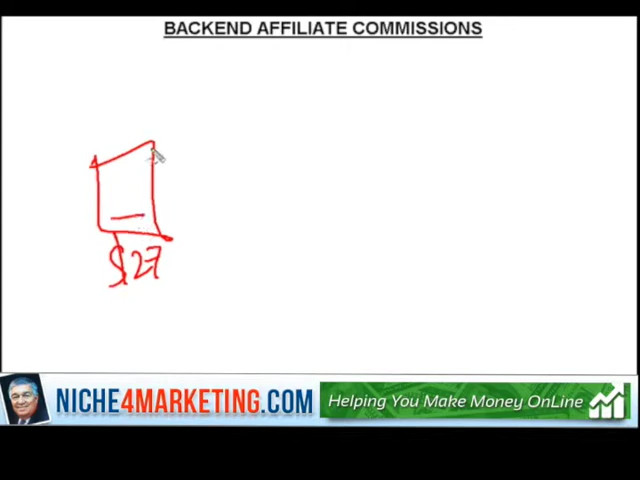 BACKEND AFFILIATE COMMISSIONS
$27
NICHE4MARKETING.COM
Helping You Make Money OnLine